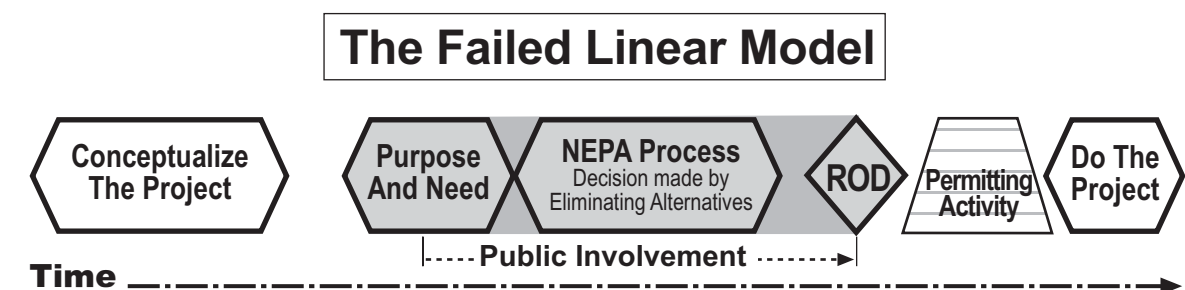 The Failed Linear Model
Conceptualize
The Project
Purpose
And Need
NEPA Process
Decision made by
Eliminating Alternatives
ROD
Permitting
Activity
Do The
Project
Public Involvement
Time